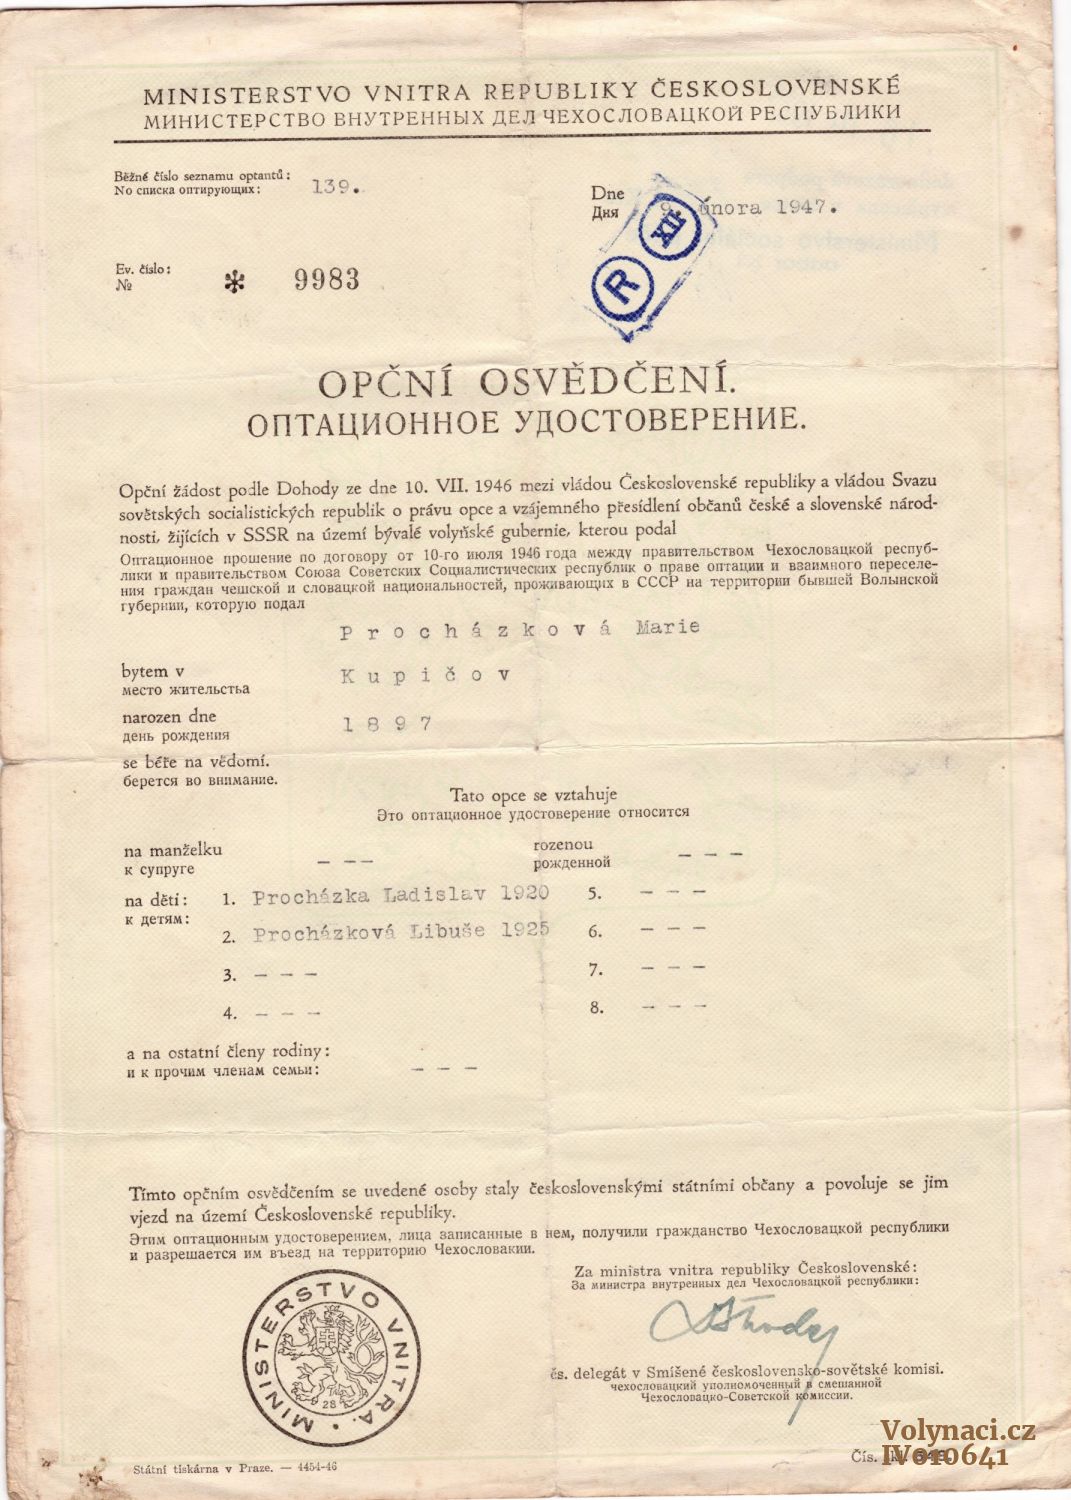 MINISTERSTVO VNITRA REPUBLIKY ČESKOSLOVENSKÉ
МИНИСТЕРСТВО ВНУТРЕННЫХ ДЕЛ ЧЕХОСЛОВАЦКОЙ РЕСПУБЛИКИ
Běžné číslo seznamu optantů:
No списка оптирующих:
139.
Dne
Дня
9. února 1947.
XII.
R
Ev. číslo:
№
* 9983
OPČNÍ OSVĚDČENÍ.
ОПТАЦИОННОЕ УДОСТОВЕРЕНИЕ.
Opční žádost podle Dohody ze dne 10. VII. 1946 mezi vládou Československé republiky a vládou Svazu
sovětských socialistických republik o právu opce a vzájemného přesídlení občanů české a slovenské národ-
nosti, žijících v SSSR na území bývalé volyňské gubernie, kterou podal
Оптационное прошение по договору от 10-го июля 1946 года между правительством Чехословацкой респуб-
лики и правительством Союза Советских Социалистических республик о праве оптации и взаимного переселе-
ния граждан чешской и словацкой национальностей, проживающих в СССР на территории бывшей Волынской
губернии, которую подал
Procházková Marie
bytem v
место жительстьа
Kupičov
narozen dne
день рождения
1897
se béře na vědomí.
берется во внимание.
Tato opce se vztahuje
Это оптационное удостоверение относится
na manželku
к супруге
— — —
rozenou
рожденной
— — —
na děti:
к детям:
1. Procházka Ladislav 1920
5. — — —
2. Procházková Libuše 1925
6. — — —
3. — — —
7. — — —
4. — — —
8. — — —
a na ostatní členy rodiny:
и к прочим членам семьи:
— — —
Tímto opčním osvědčením se uvedené osoby staly československými státními občany a povoluje se jim
vjezd na území Československé republiky.
Этим оптационным удостоверением, лица записанные в нем, получили гражданство Чехословацкой республики
и разрешается им въезд на территорию Чехословакии.
Za ministra vnitra republiky Československé:
За министра внутренных дел Чехословацкой республики:
MINISTERSTVO VNITRA.
28
čs. delegát v Smíšené československo-sovětské komisi.
чехословацкий уполномоченный в смешанной
Чехословацко-Советской комиссии.
Státní tiskárna v Praze. — 4454-46
Čís. skl.
Volynaci.cz
IV010641